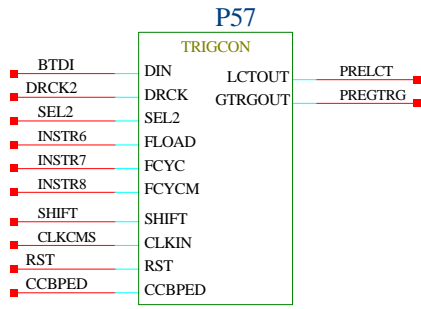 P57
TRIGCON
BTDI DIN LCTOUT PRELCT
DRCK2 DRCK GTRGOUT PREGTRG
SEL2 SEL2
INSTR6 FLOAD
INSTR7 FCYC
INSTR8 FCYCM
SHIFT SHIFT
CLKCMS CLKIN
RST RST
CCBPED CCBPED